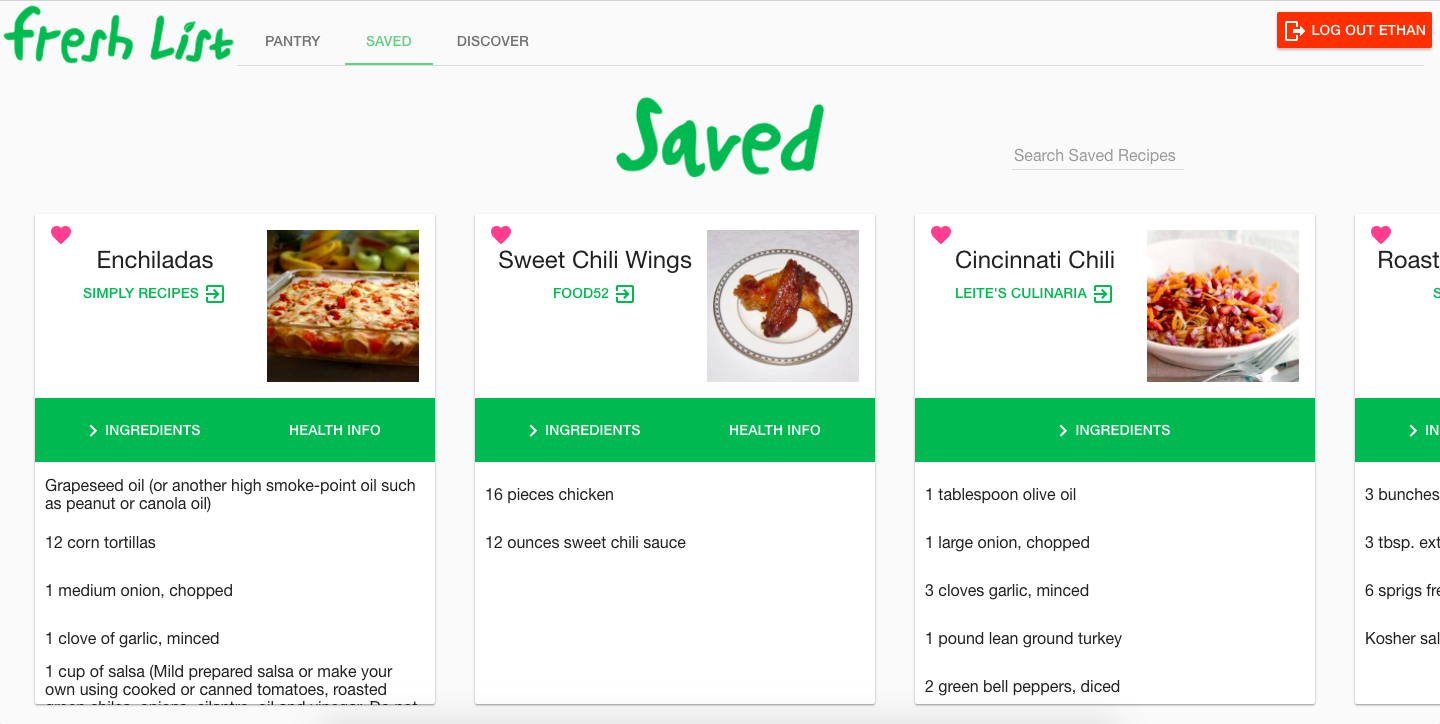 fresh List
PANTRY
SAVED
DISCOVER
LOG OUT ETHAN
Saved
Search Saved Recipes
Enchiladas
SIMPLY RECIPES
INGREDIENTS
HEALTH INFO
Grapeseed oil (or another high smoke-point oil such
as peanut or canola oil)
12 corn tortillas
1 medium onion, chopped
1 clove of garlic, minced
1 cup of salsa (Mild prepared salsa or make your
own using cooked or canned tomatoes, roasted
Sweet Chili Wings
FOOD52
INGREDIENTS
HEALTH INFO
16 pieces chicken
12 ounces sweet chili sauce
Cincinnati Chili
LEITE'S CULINARIA
INGREDIENTS
1 tablespoon olive oil
1 large onion, chopped
3 cloves garlic, minced
1 pound lean ground turkey
2 green bell peppers, diced
Roast
S
IN
3 bunches
3 tbsp. ext
6 sprigs fre
Kosher sal